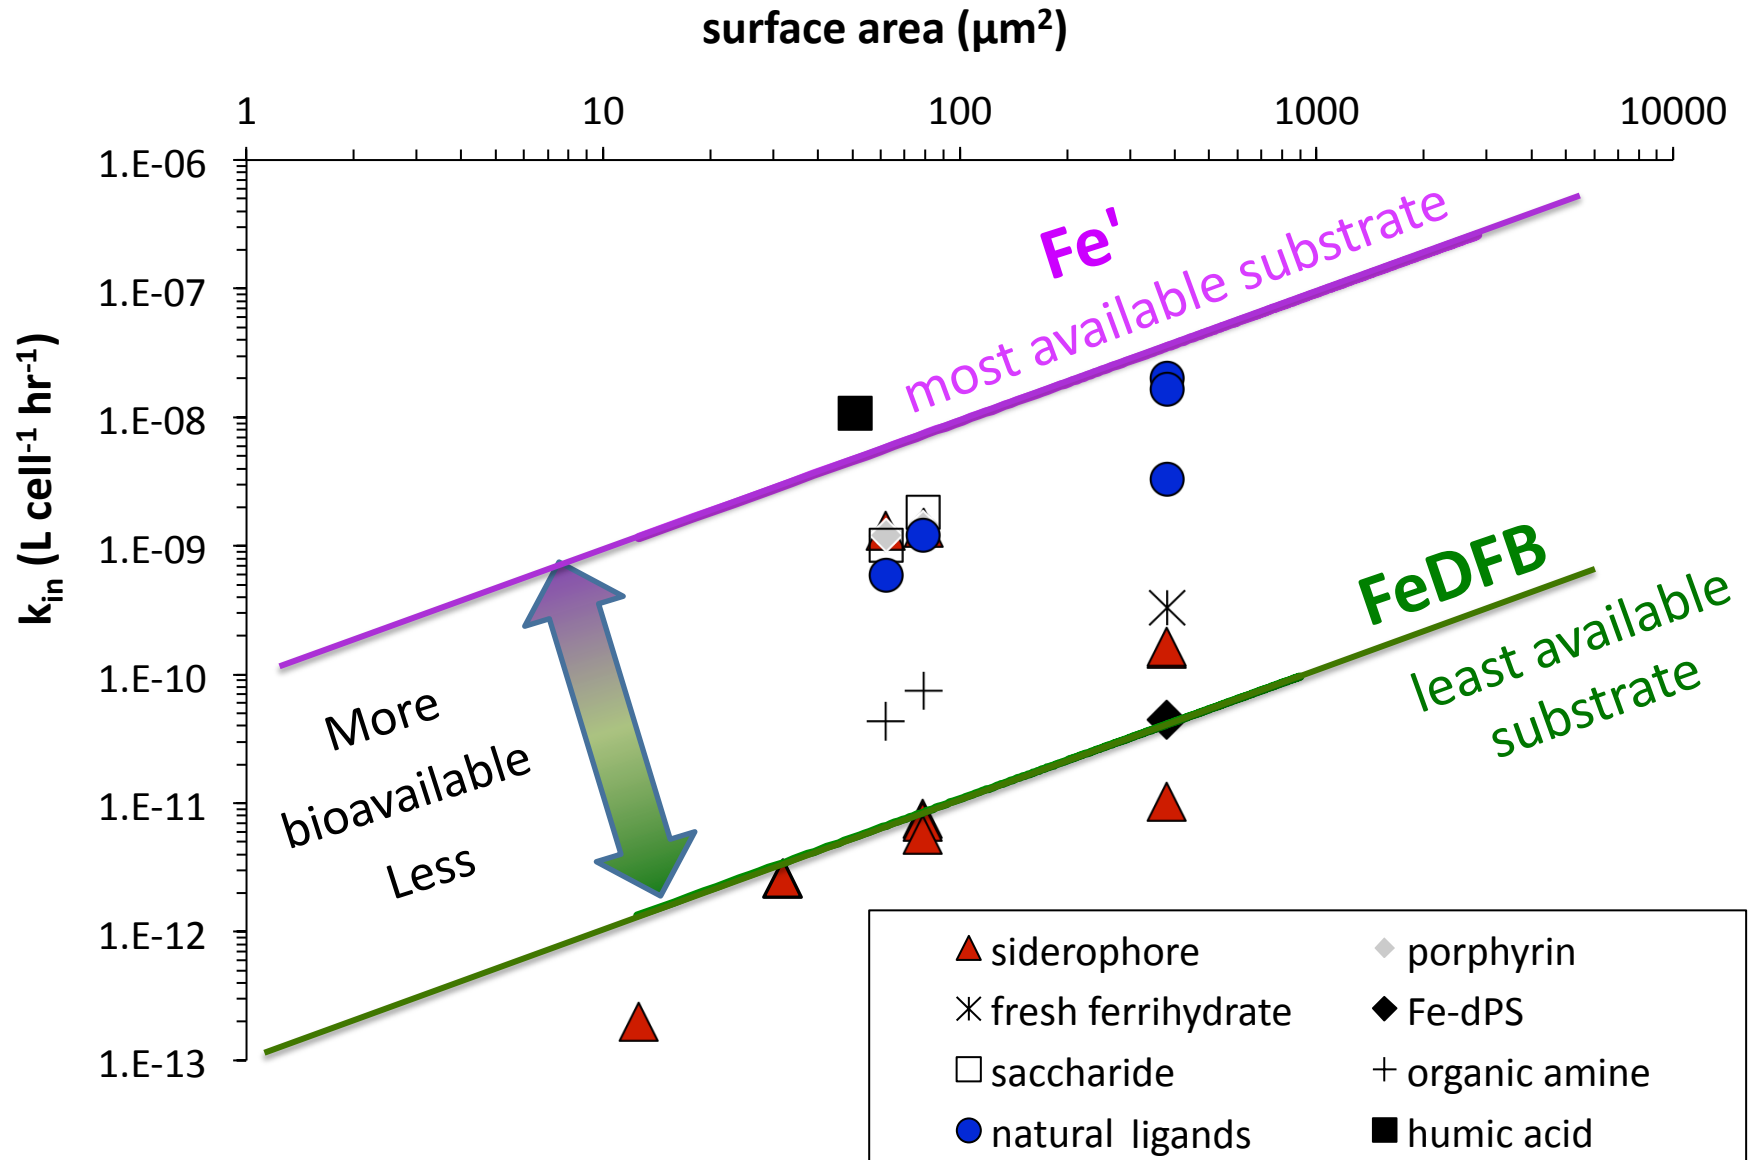 surface area (µm²)
1 10 100 1000 10000
1.E-06
1.E-07
1.E-08
1.E-09
1.E-10
1.E-11
1.E-12
1.E-13
kin (L cell-1 hr-1)
Fe'
most available substrate
FeDFB
least available
substrate
More
bioavailable
Less
siderophore
porphyrin
fresh ferrihydrate
Fe-dPS
saccharide
organic amine
natural ligands
humic acid